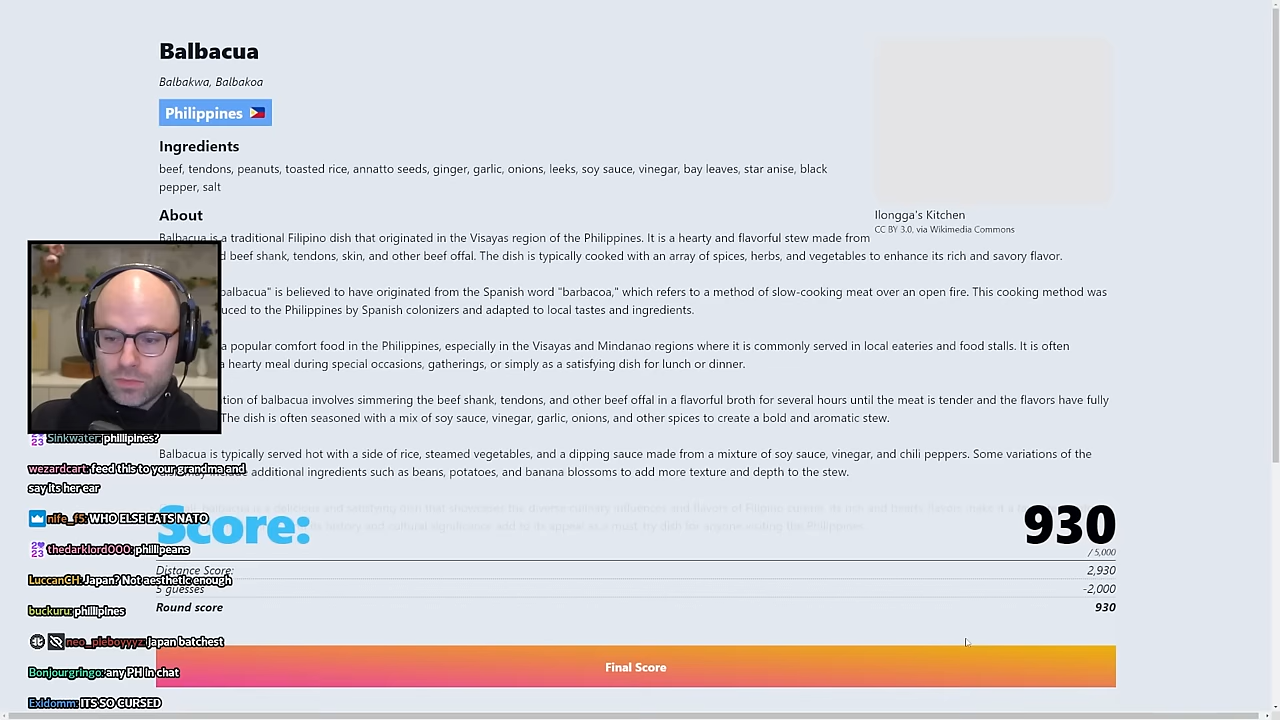 Balbacua
Balbakwa, Balbakoa
Philippines
Ingredients
beef, tendons, peanuts, toasted rice, annatto seeds, ginger, garlic, onions, leeks, soy sauce, vinegar, bay leaves, star anise, black
pepper, salt
Ilongga's Kitchen
CC BY 3.0, via Wikimedia Commons
About
Balbacua is a traditional Filipino dish that originated in the Visayas region of the Philippines. It is a hearty and flavorful stew made from
d beef shank, tendons, skin, and other beef offal. The dish is typically cooked with an array of spices, herbs, and vegetables to enhance its rich and savory flavor.
balbacua" is believed to have originated from the Spanish word "barbacoa," which refers to a method of slow-cooking meat over an open fire. This cooking method was
uced to the Philippines by Spanish colonizers and adapted to local tastes and ingredients.
a popular comfort food in the Philippines, especially in the Visayas and Mindanao regions where it is commonly served in local eateries and food stalls. It is often
a hearty meal during special occasions, gatherings, or simply as a satisfying dish for lunch or dinner.
tion of balbacua involves simmering the beef shank, tendons, and other beef offal in a flavorful broth for several hours until the meat is tender and the flavors have fully
The dish is often seasoned with a mix of soy sauce, vinegar, garlic, onions, and other spices to create a bold and aromatic stew.
Balbacua is typically served hot with a side of rice, steamed vegetables, and a dipping sauce made from a mixture of soy sauce, vinegar, and chili peppers. Some variations of the
additional ingredients such as beans, potatoes, and banana blossoms to add more texture and depth to the stew.
Score: 930
/ 5,000
Distance Score: 2,930
5 guesses -2,000
Round score 930
Final Score
Sinkwater: phillipines?
wezardcart: feed this to your grandma and
say its her ear
nife_f5: WHO ELSE EATS NATO
thedarklord000: phillipeans
LuccanCH: Japan? Not aesthetic enough
buckuru: phillipines
neo_pleboyyyz: Japan batchest
Bonjourgringo: any PH in chat
Exidomm: ITS SO CURSED